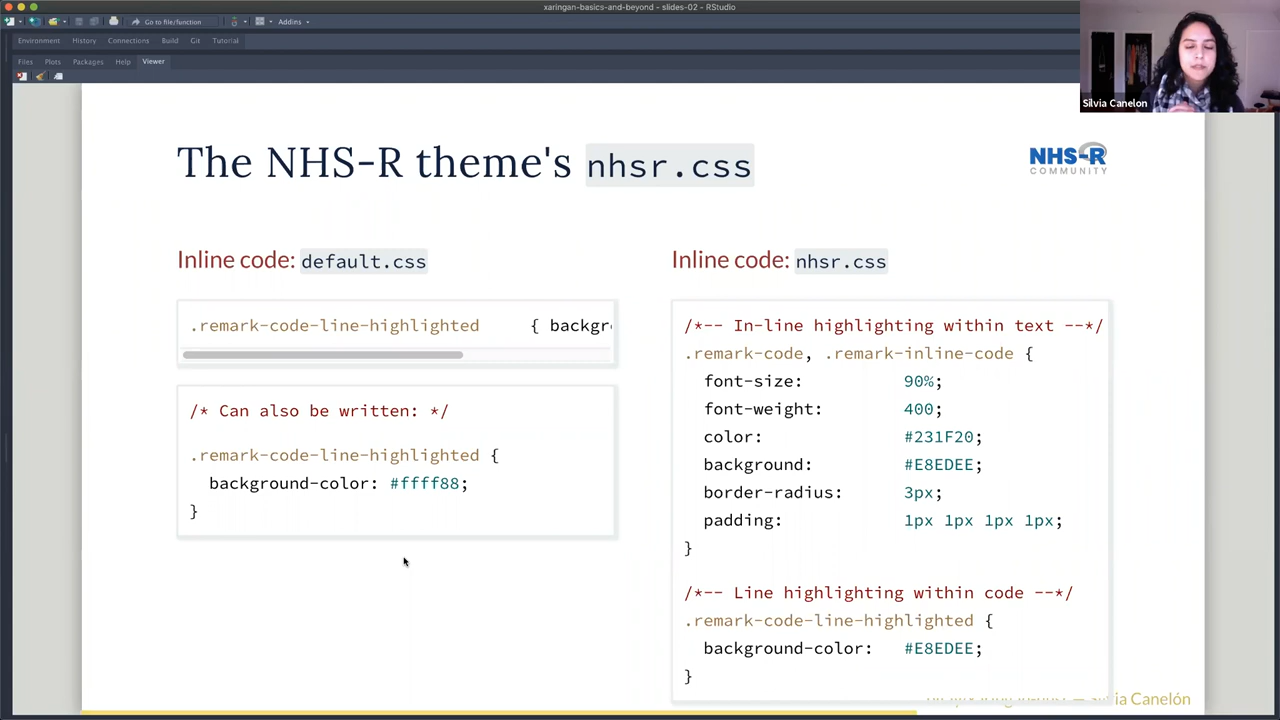 xaringan-basics-and-beyond - slides-02 - RStudio
Go to file/function
Addins
Environment History Connections Build Git Tutorial
Files Plots Packages Help Viewer
Silvia Canelon
The NHS-R theme's nhsr.css
NHS-R
COMMUNITY
Inline code: default.css
.remark-code-line-highlighted { backgr
/* Can also be written: */
.remark-code-line-highlighted {
background-color: #ffff88;
}
Inline code: nhsr.css
/*-- In-line highlighting within text --*/
.remark-code, .remark-inline-code {
font-size: 90%;
font-weight: 400;
color: #231F20;
background: #E8EDEE;
border-radius: 3px;
padding: 1px 1px 1px 1px;
}
/*-- Line highlighting within code --*/
.remark-code-line-highlighted {
background-color: #E8EDEE;
}
Silvia Canelón